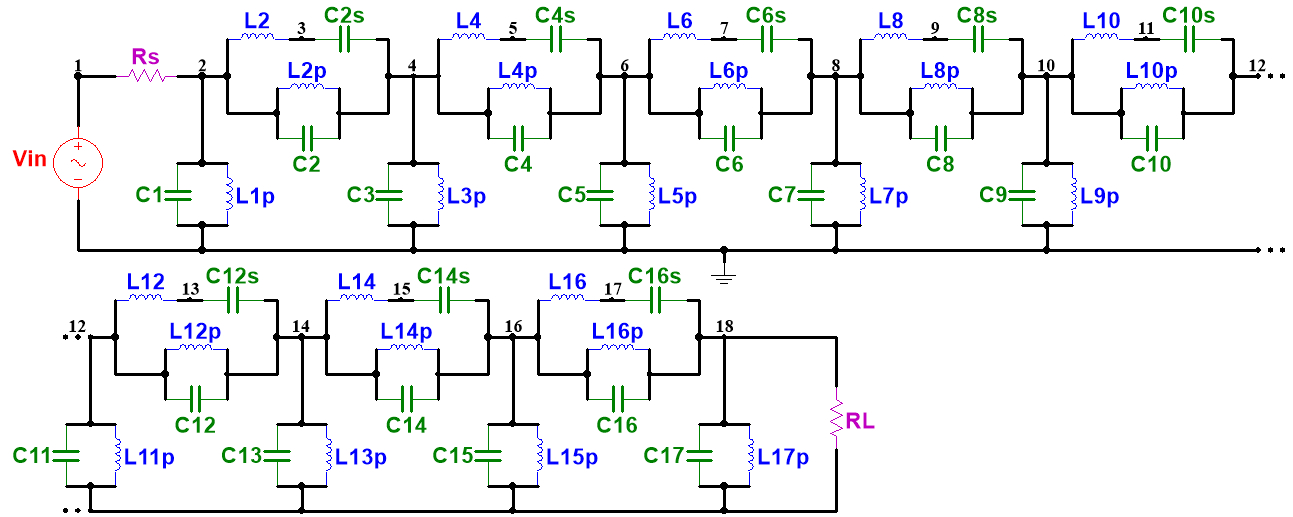 L2 3 C2s L4 5 C4s L6 7 C6s L8 9 C8s L10 11 C10s
1 Rs 2 L2p 4 L4p 6 L6p 8 L8p 10 L10p 12
C2 C4 C6 C8 C10
Vin
C1 L1p C3 L3p C5 L5p C7 L7p C9 L9p
L12 13 C12s L14 15 C14s L16 17 C16s
12 L12p 14 L14p 16 L16p 18
C12 C14 C16 RL
C11 L11p C13 L13p C15 L15p C17 L17p